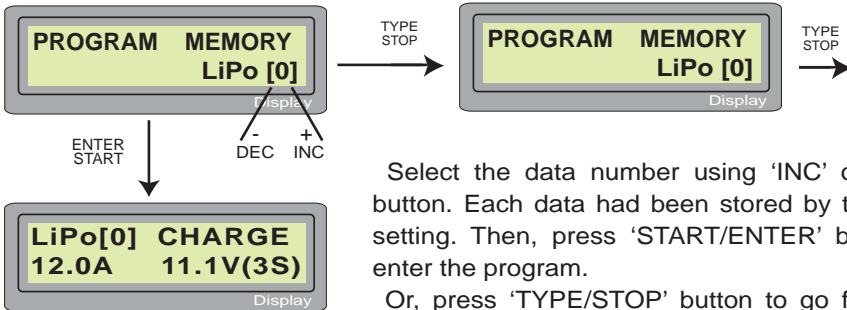 PROGRAM MEMORY
LiPo [0]
Display
TYPE
STOP
PROGRAM MEMORY
LiPo [0]
Display
TYPE
STOP
- +
DEC INC
ENTER
START
LiPo[0] CHARGE
12.0A 11.1V(3S)
Display
Select the data number using ‘INC’
button. Each data had been stored by
setting. Then, press ‘START/ENTER’
enter the program.
Or, press ‘TYPE/STOP’ button to go